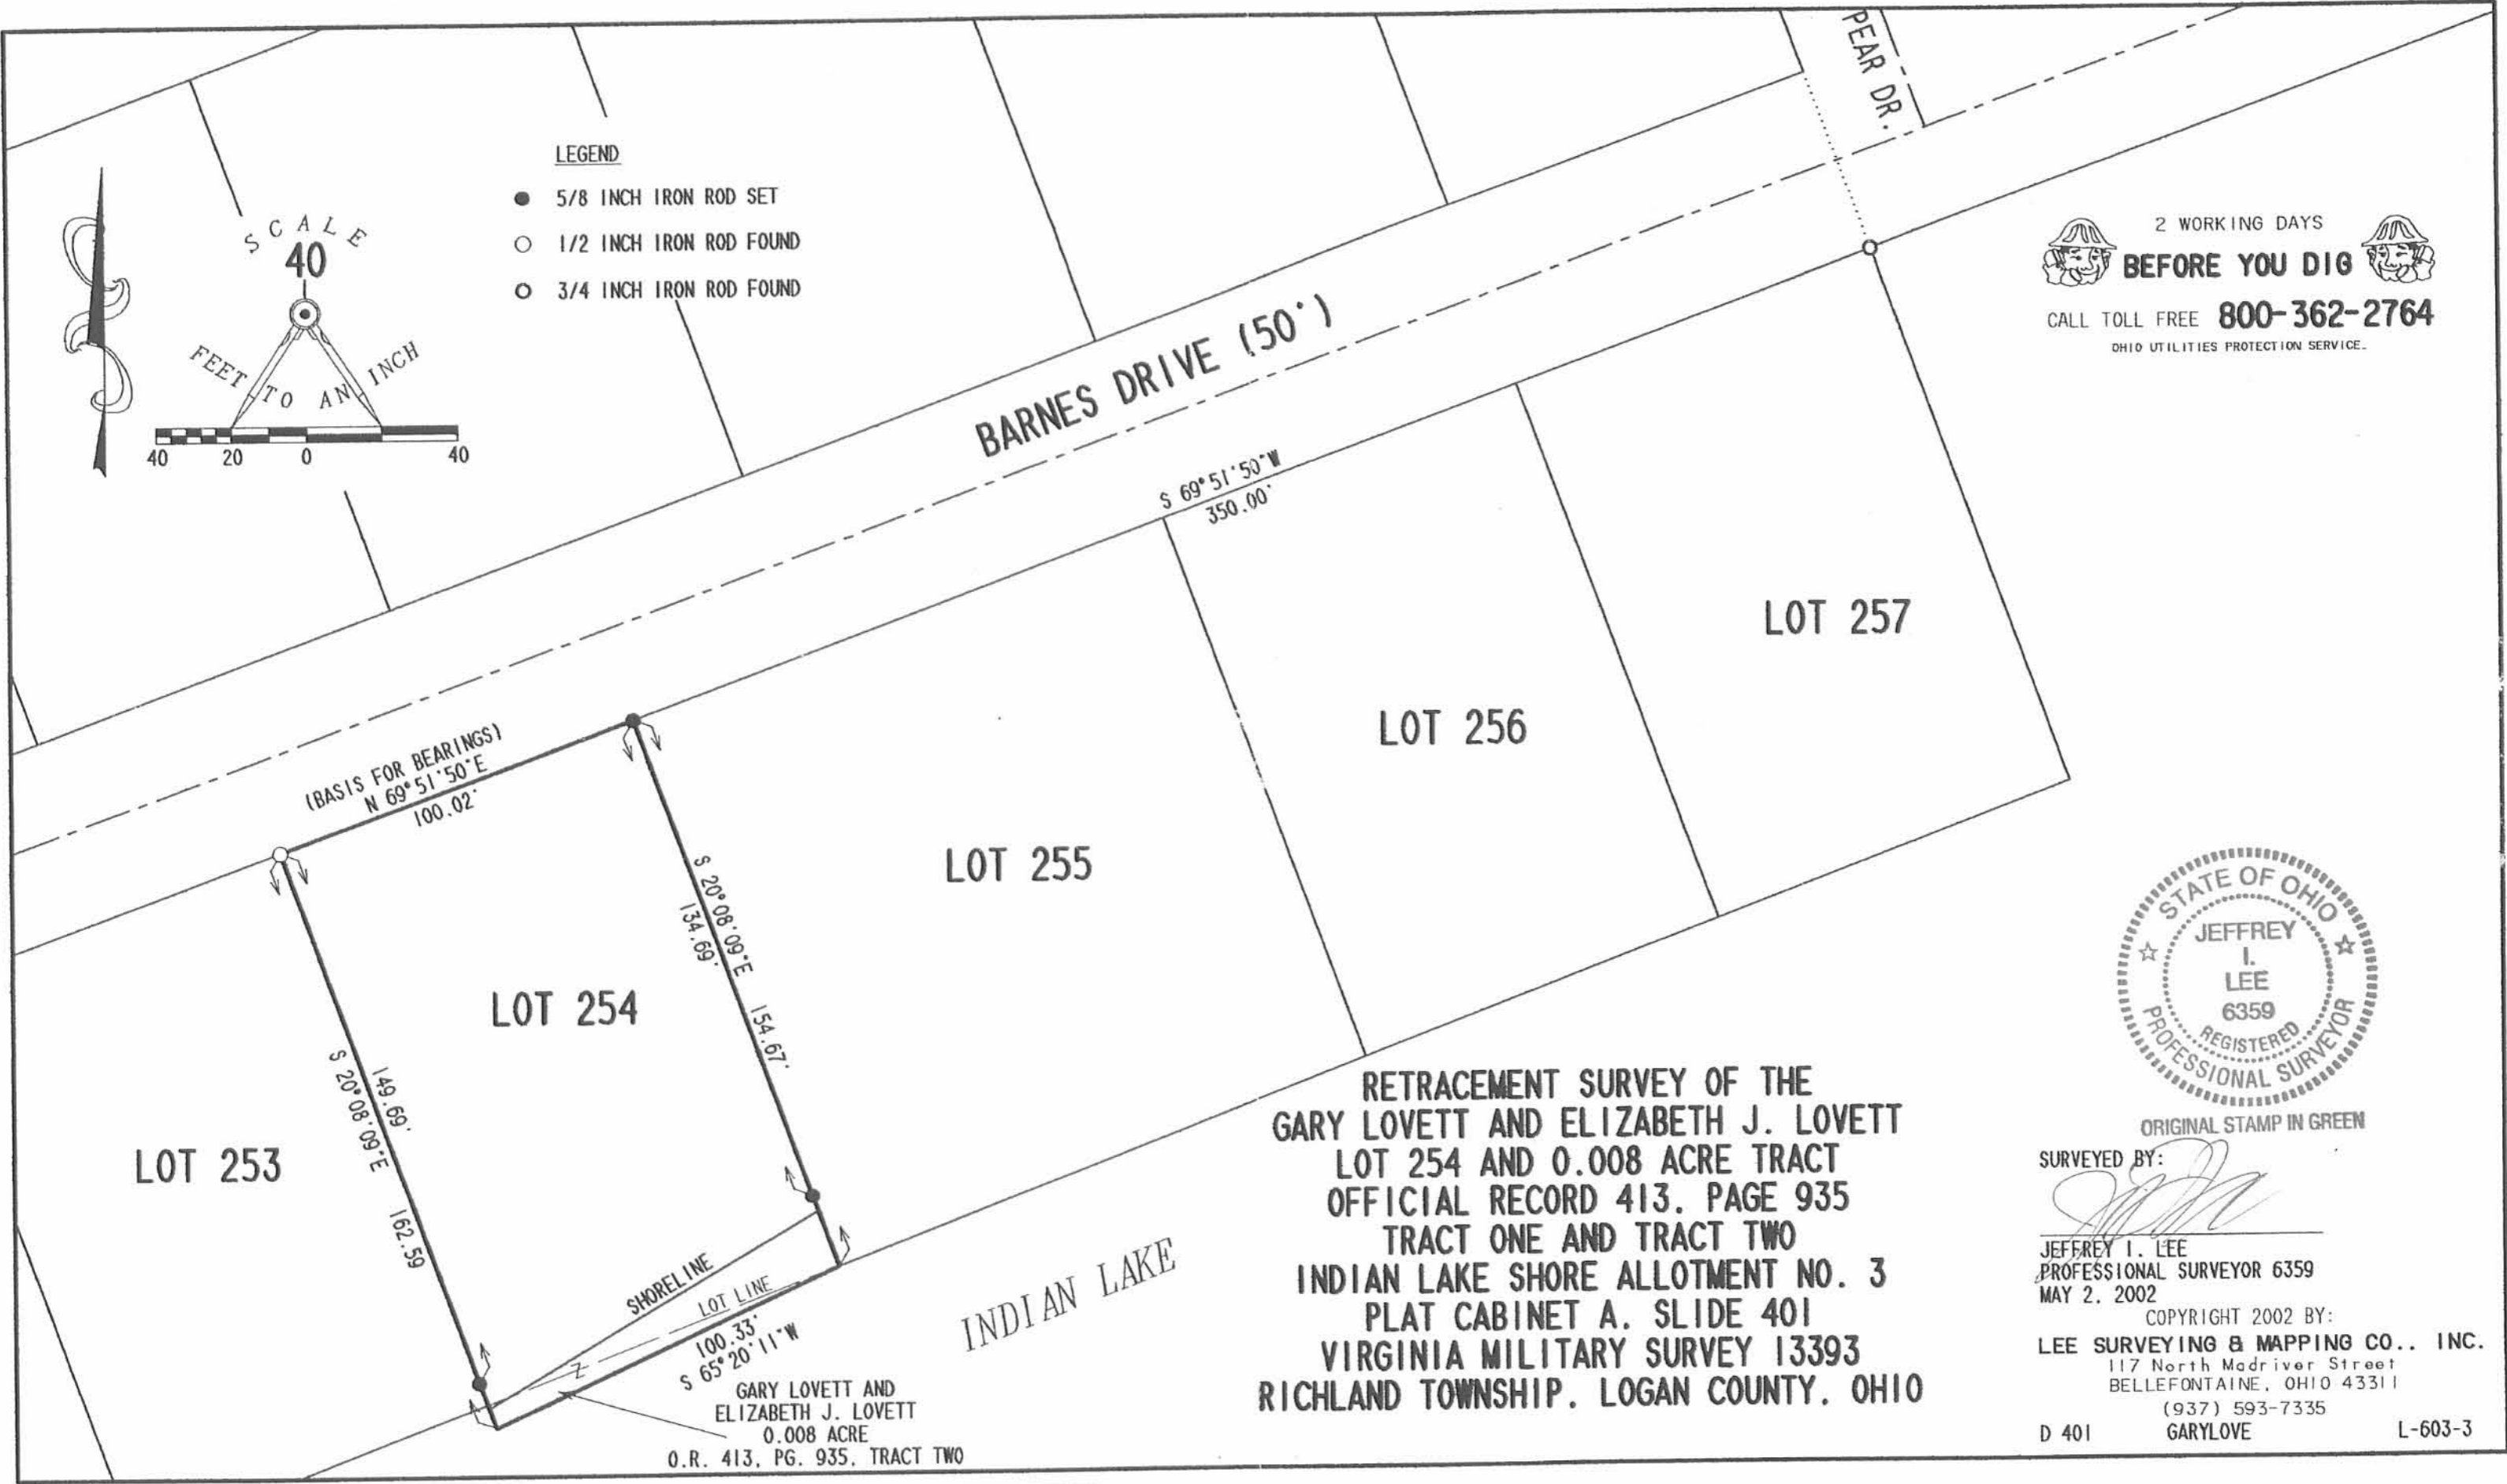 PEAR DR.
LEGEND
5/8 INCH IRON ROD SET
1/2 INCH IRON ROD FOUND
3/4 INCH IRON ROD FOUND
SCALE
40
FEET TO AN INCH
40 20 0 40
2 WORKING DAYS
BEFORE YOU DIG
CALL TOLL FREE 800-362-2764
OHIO UTILITIES PROTECTION SERVICE.
BARNES DRIVE (50')
S 69°51'50"W
350.00'
(BASIS FOR BEARINGS)
N 69°51'50"E
100.02'
LOT 257
LOT 256
LOT 255
LOT 254
LOT 253
S 20°08'09"E 154.67'
134.69'
149.69'
S 20°08'09"E 162.59
SHORELINE
LOT LINE
100.33'
S 65°20'11"W
INDIAN LAKE
GARY LOVETT AND
ELIZABETH J. LOVETT
0.008 ACRE
O.R. 413, PG. 935, TRACT TWO
RETRACEMENT SURVEY OF THE
GARY LOVETT AND ELIZABETH J. LOVETT
LOT 254 AND 0.008 ACRE TRACT
OFFICIAL RECORD 413. PAGE 935
TRACT ONE AND TRACT TWO
INDIAN LAKE SHORE ALLOTMENT NO. 3
PLAT CABINET A. SLIDE 401
VIRGINIA MILITARY SURVEY 13393
RICHLAND TOWNSHIP. LOGAN COUNTY. OHIO
STATE OF OHIO
JEFFREY
I.
LEE
6359
REGISTERED
PROFESSIONAL SURVEYOR
ORIGINAL STAMP IN GREEN
SURVEYED BY:
JEFFREY I. LEE
PROFESSIONAL SURVEYOR 6359
MAY 2. 2002
COPYRIGHT 2002 BY:
LEE SURVEYING & MAPPING CO.. INC.
117 North Madriver Street
BELLEFONTAINE, OHIO 43311
(937) 593-7335
D 401 GARYLOVE L-603-3